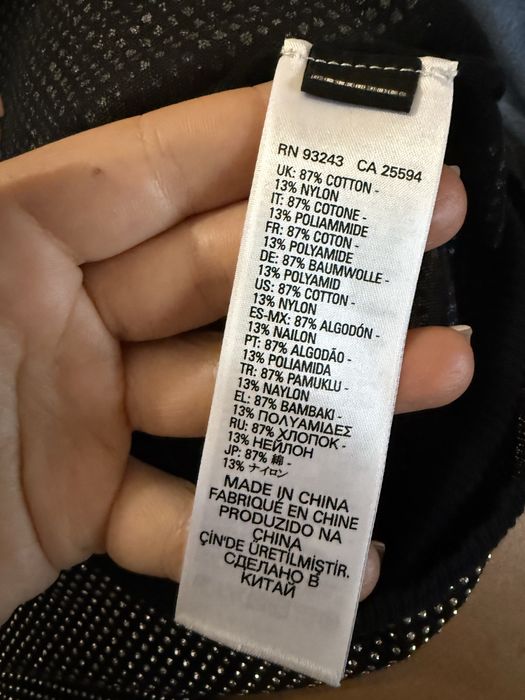 RN 93243 CA 25594
UK: 87% COTTON -
13% NYLON
IT: 87% COTONE -
13% POLIAMMIDE
FR: 87% COTON -
13% POLYAMIDE
DE: 87% BAUMWOLLE -
13% POLYAMID
US: 87% COTTON -
13% NYLON
ES-MX: 87% ALGODÓN -
13% NAILON
PT: 87% ALGODÃO -
13% POLIAMIDA
TR: 87% PAMUKLU -
13% NAYLON
EL: 87% BAMBAKI -
13% ΠΟΛΥΑΜΙΔΕΣ
RU: 87% ХЛОПОК -
13% НЕЙЛОН
JP: 87% 綿 -
13% ナイロン
MADE IN CHINA
FABRIQUÉ EN CHINE
PRODUZIDO NA
CHINA
ÇİN'DE ÜRETİLMİŞTİR.
СДЕЛАНО В
КИТАЙ